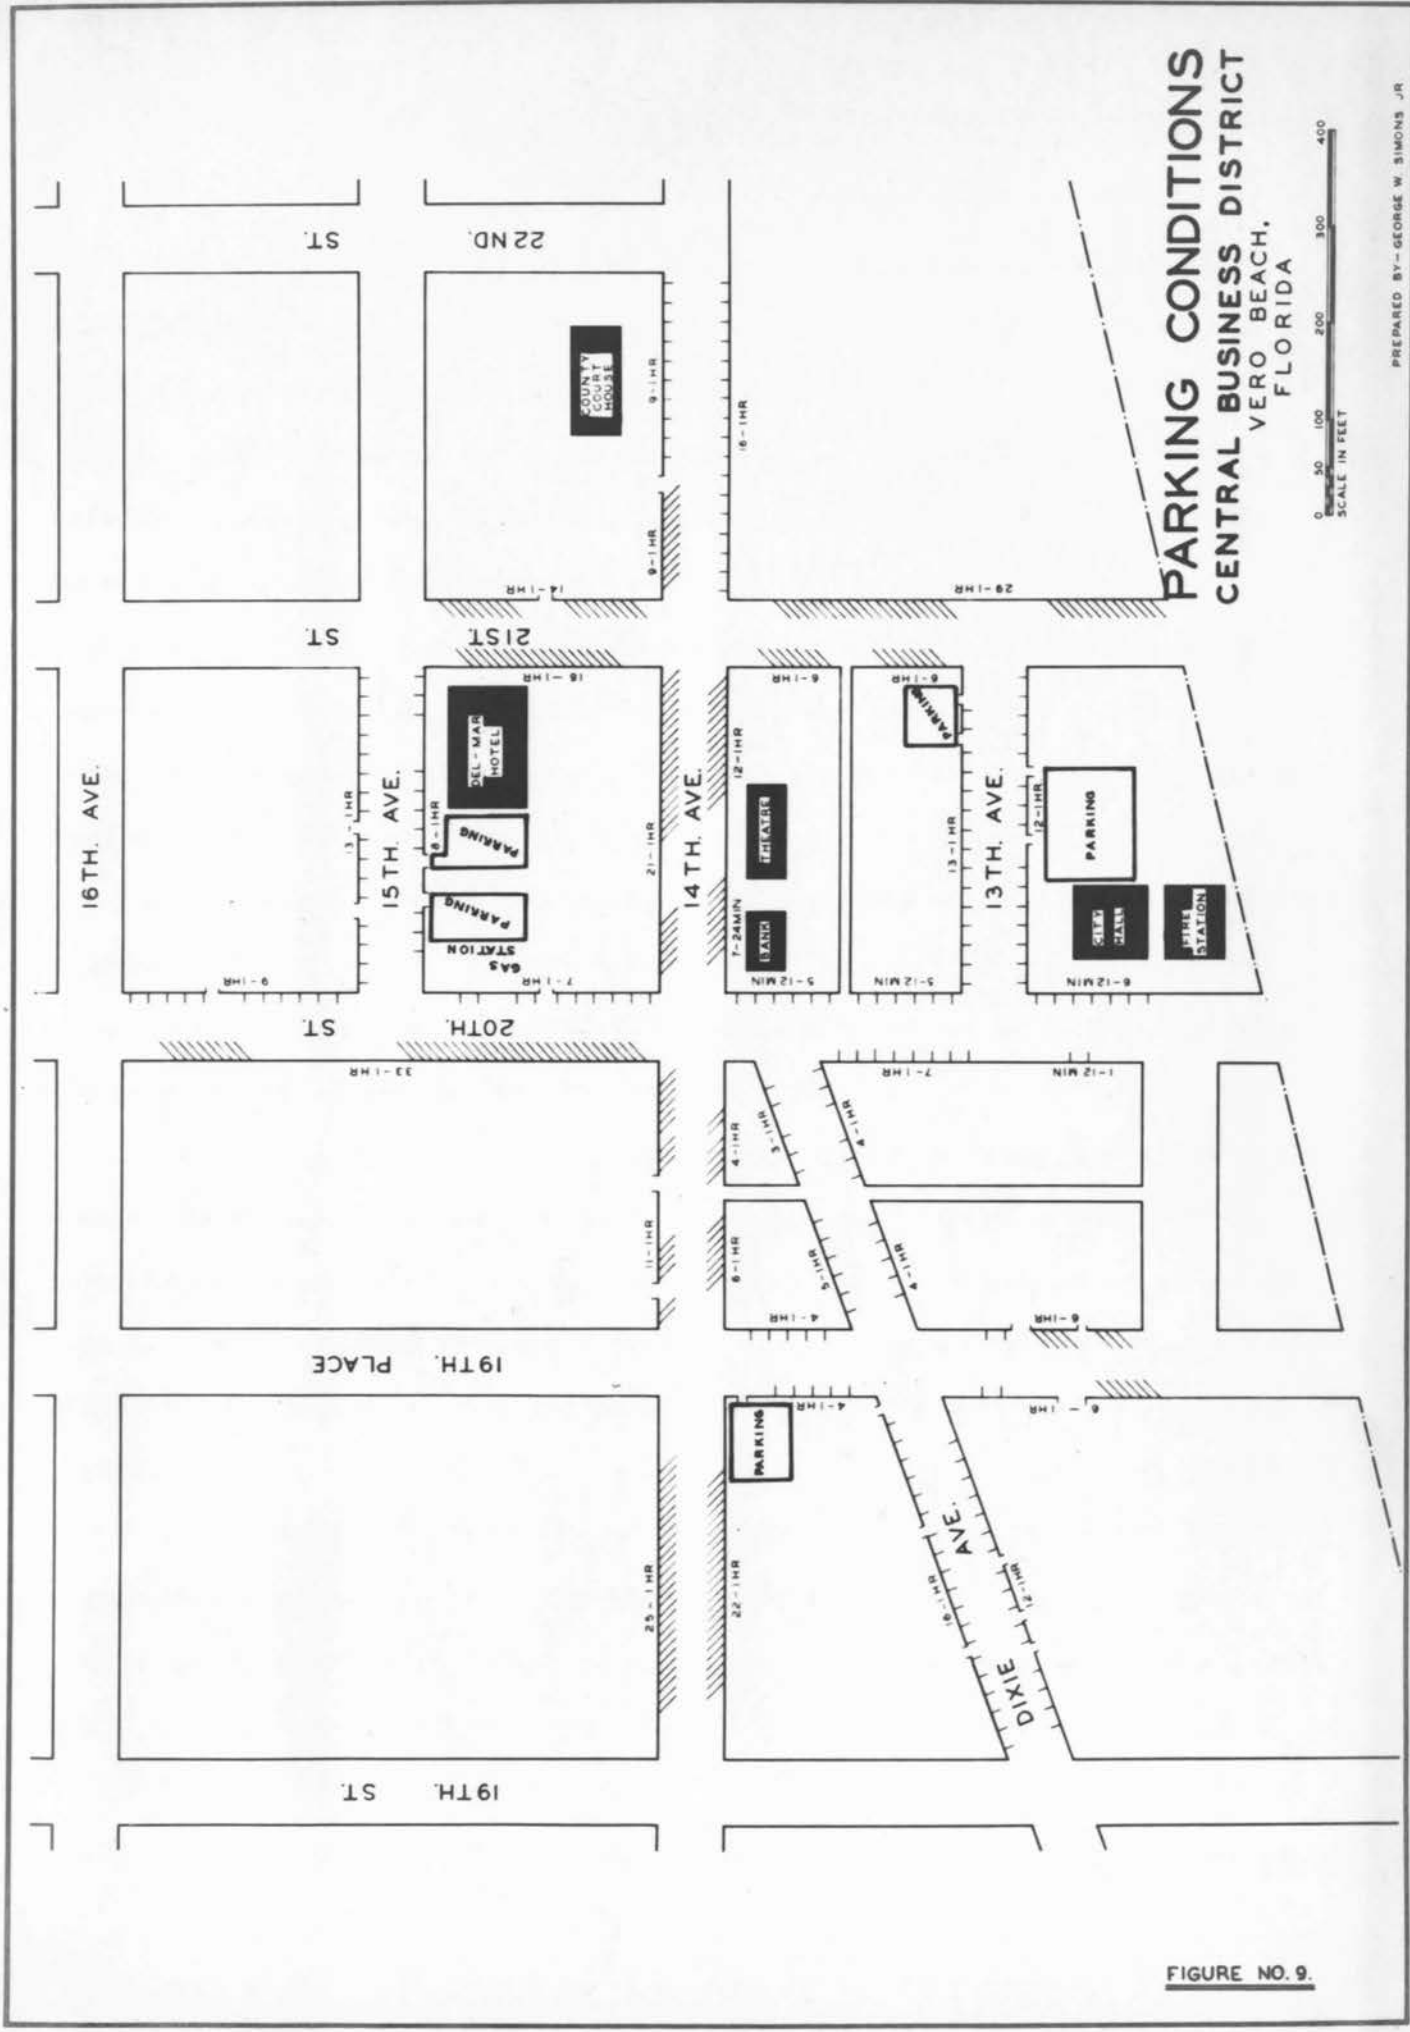 PARKING CONDITIONS
CENTRAL BUSINESS DISTRICT
VERO BEACH,
FLORIDA
0 50 100 200 300 400
SCALE IN FEET
PREPARED BY-GEORGE W. SIMONS JR
16TH. AVE.
15TH. AVE.
14TH. AVE.
13TH. AVE.
22ND. ST.
21ST. ST.
20TH. ST.
19TH. PLACE
19TH. ST.
DIXIE AVE.
COUNTY
COURT
HOUSE
9-1HR
9-1HR
14-1HR
16-1HR
29-1HR
13-1HR
9-1HR
DEL-MAR
HOTEL
18-1HR
8-1HR
PARKING
PARKING
GAS
STATION
7-1HR
21-1HR
12-1HR
THEATRE
7-24MIN
BANK
5-12MIN
6-1HR
6-1HR
PARKING
13-1HR
5-12MIN
12-1HR
PARKING
CITY
HALL
FIRE
STATION
6-12MIN
33-1HR
11-1HR
4-1HR
3-1HR
4-1HR
7-1HR
1-12MIN
6-1HR
5-1HR
4-1HR
4-1HR
6-1HR
25-1HR
22-1HR
PARKING
4-1HR
6-1HR
12-1HR
FIGURE NO. 9.